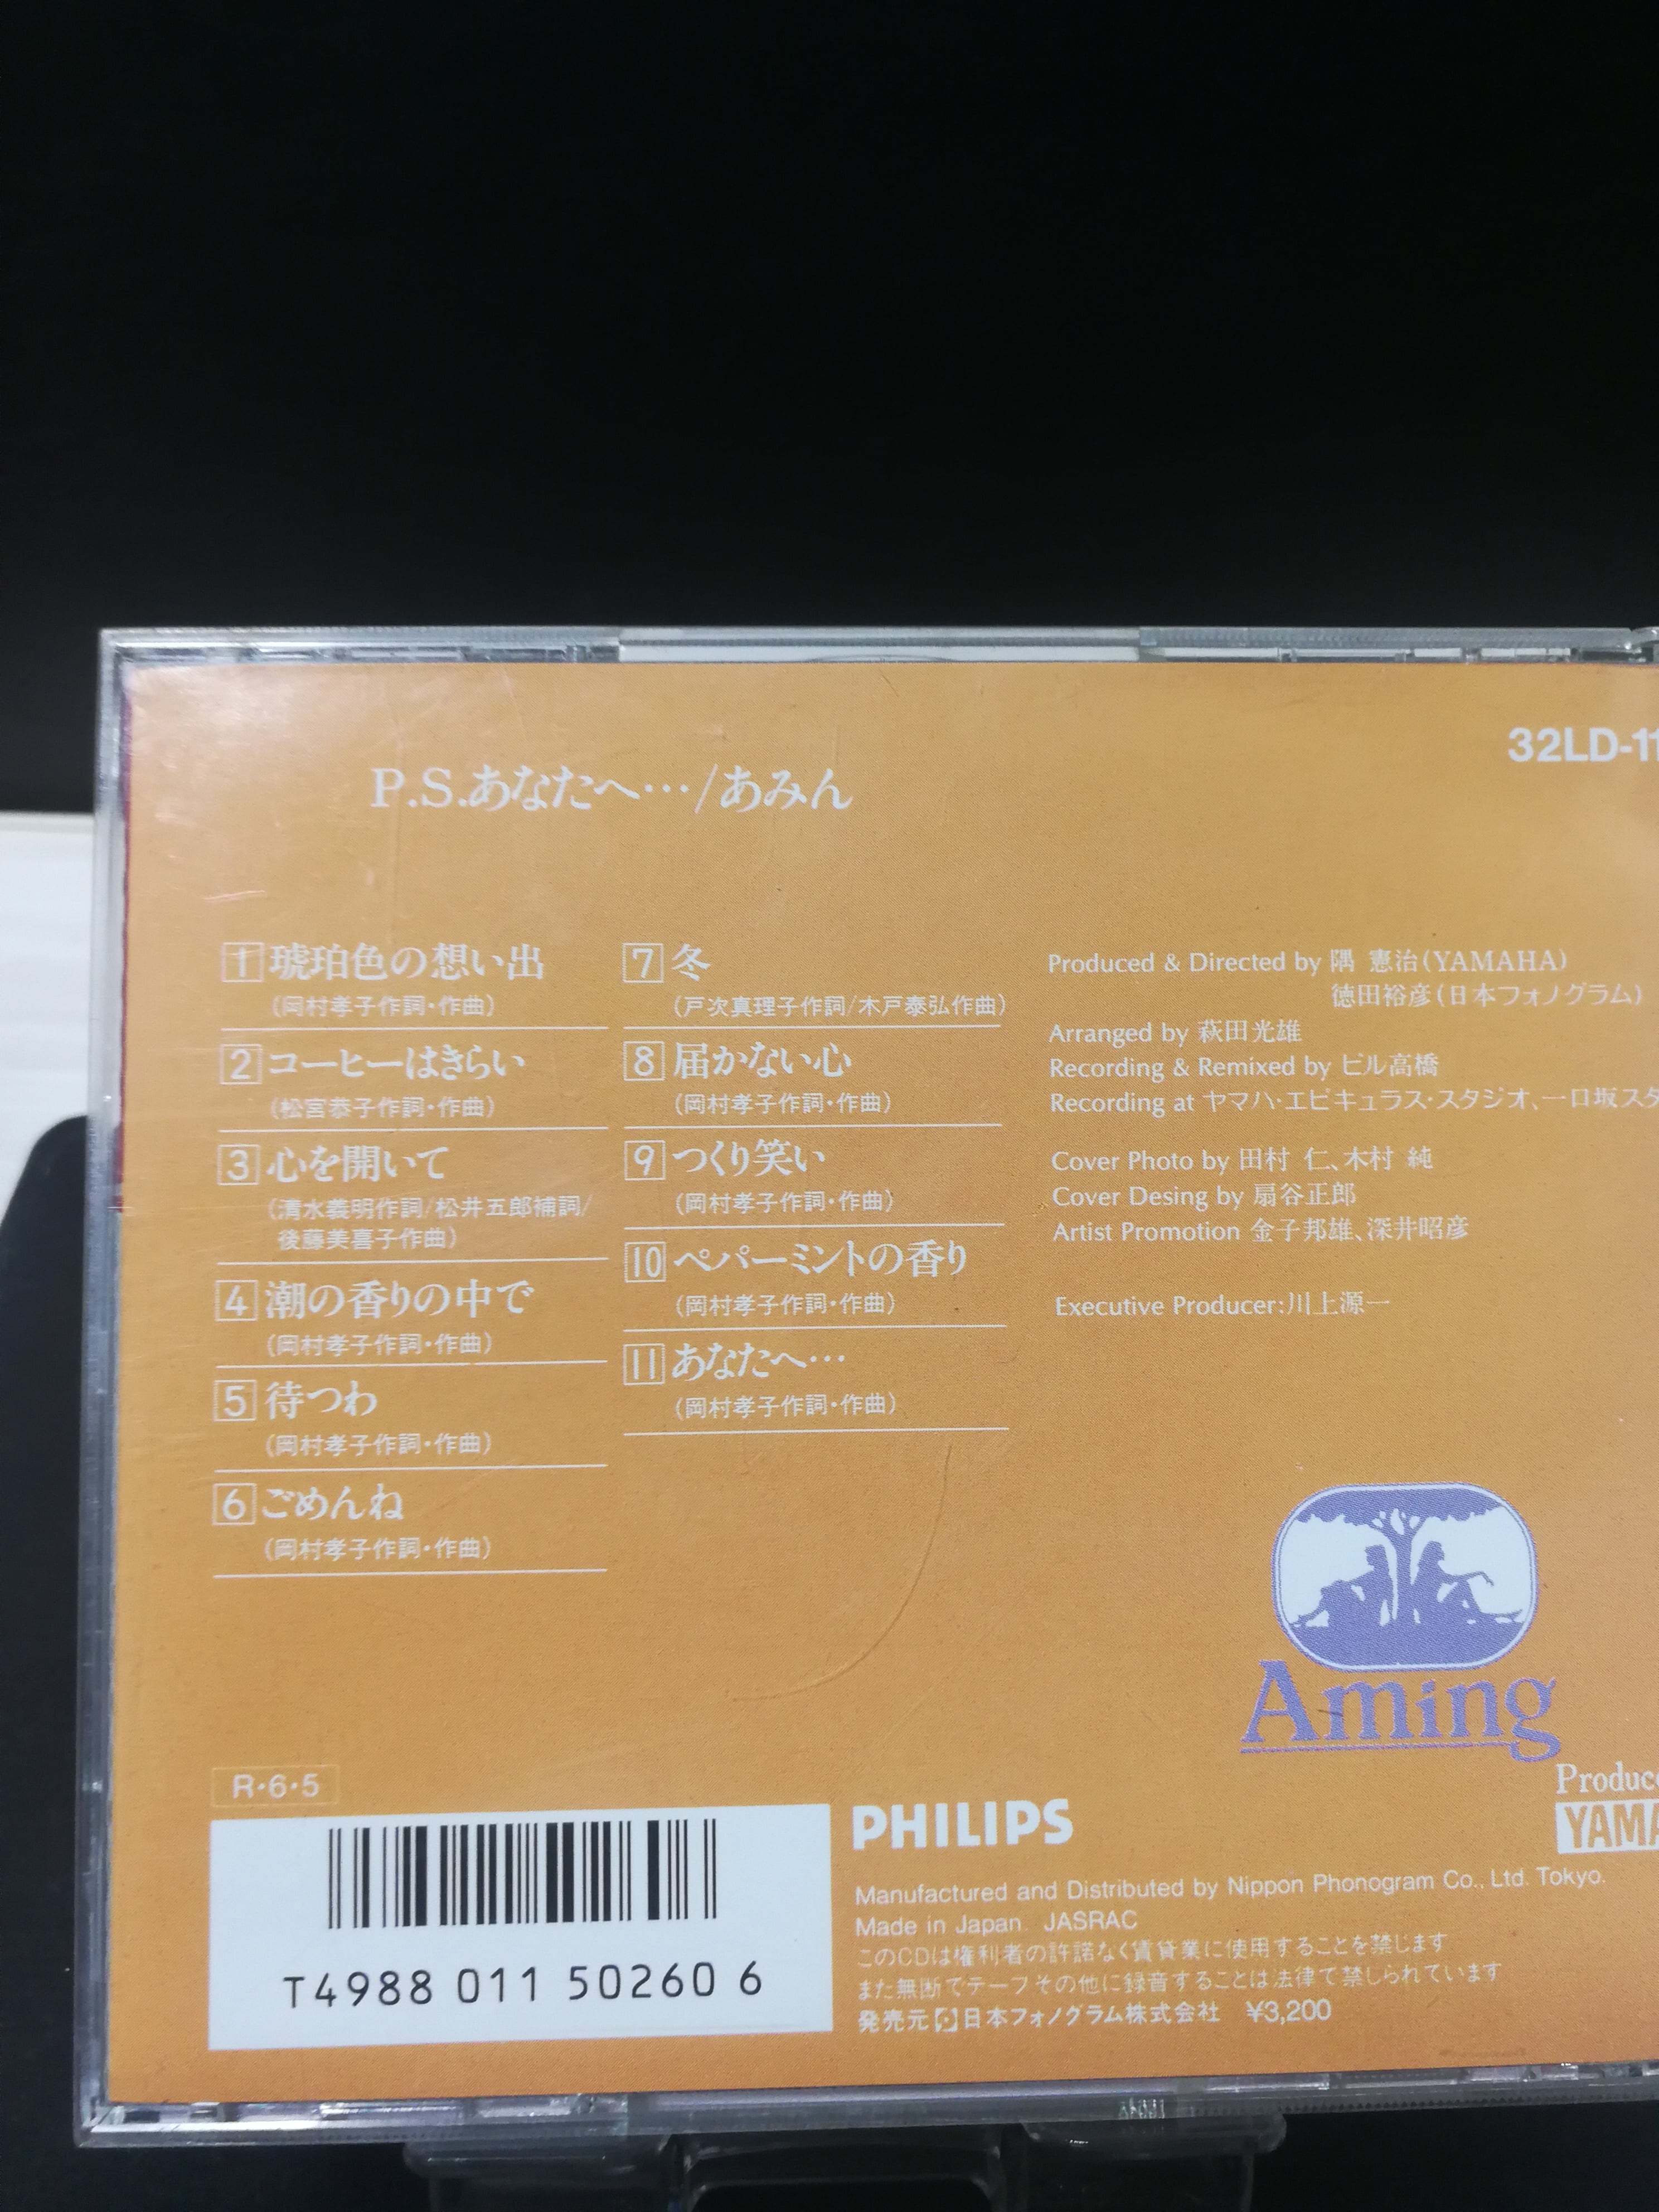 32LD-11
P.S.あなたへ…/あみん
1 琥珀色の想い出
(岡村孝子作詞・作曲)
2 コーヒーはきらい
(松宮恭子作詞・作曲)
3 心を開いて
(清水義明作詞/松井五郎補詞/
後藤美喜子作曲)
4 潮の香りの中で
(岡村孝子作詞・作曲)
5 待つわ
(岡村孝子作詞・作曲)
6 ごめんね
(岡村孝子作詞・作曲)
7 冬
(戸次真理子作詞/木戸泰弘作曲)
8 届かない心
(岡村孝子作詞・作曲)
9 つくり笑い
(岡村孝子作詞・作曲)
10 ペパーミントの香り
(岡村孝子作詞・作曲)
11 あなたへ…
(岡村孝子作詞・作曲)
Produced & Directed by 隅 憲治(YAMAHA)
徳田裕彦(日本フォノグラム)
Arranged by 萩田光雄
Recording & Remixed by ビル高橋
Recording at ヤマハ・エピキュラス・スタジオ、一口坂スタ
Cover Photo by 田村 仁、木村 純
Cover Desing by 扇谷正郎
Artist Promotion 金子邦雄、深井昭彦
Executive Producer:川上源一
Aming
Produc
YAMA
R・6・5
T4988 011 50260 6
PHILIPS
Manufactured and Distributed by Nippon Phonogram Co., Ltd. Tokyo.
Made in Japan. JASRAC
このCDは権利者の許諾なく賃貸業に使用することを禁じます
また無断でテープその他に録音することは法律で禁じられています
発売元 日本フォノグラム株式会社 ¥3,200